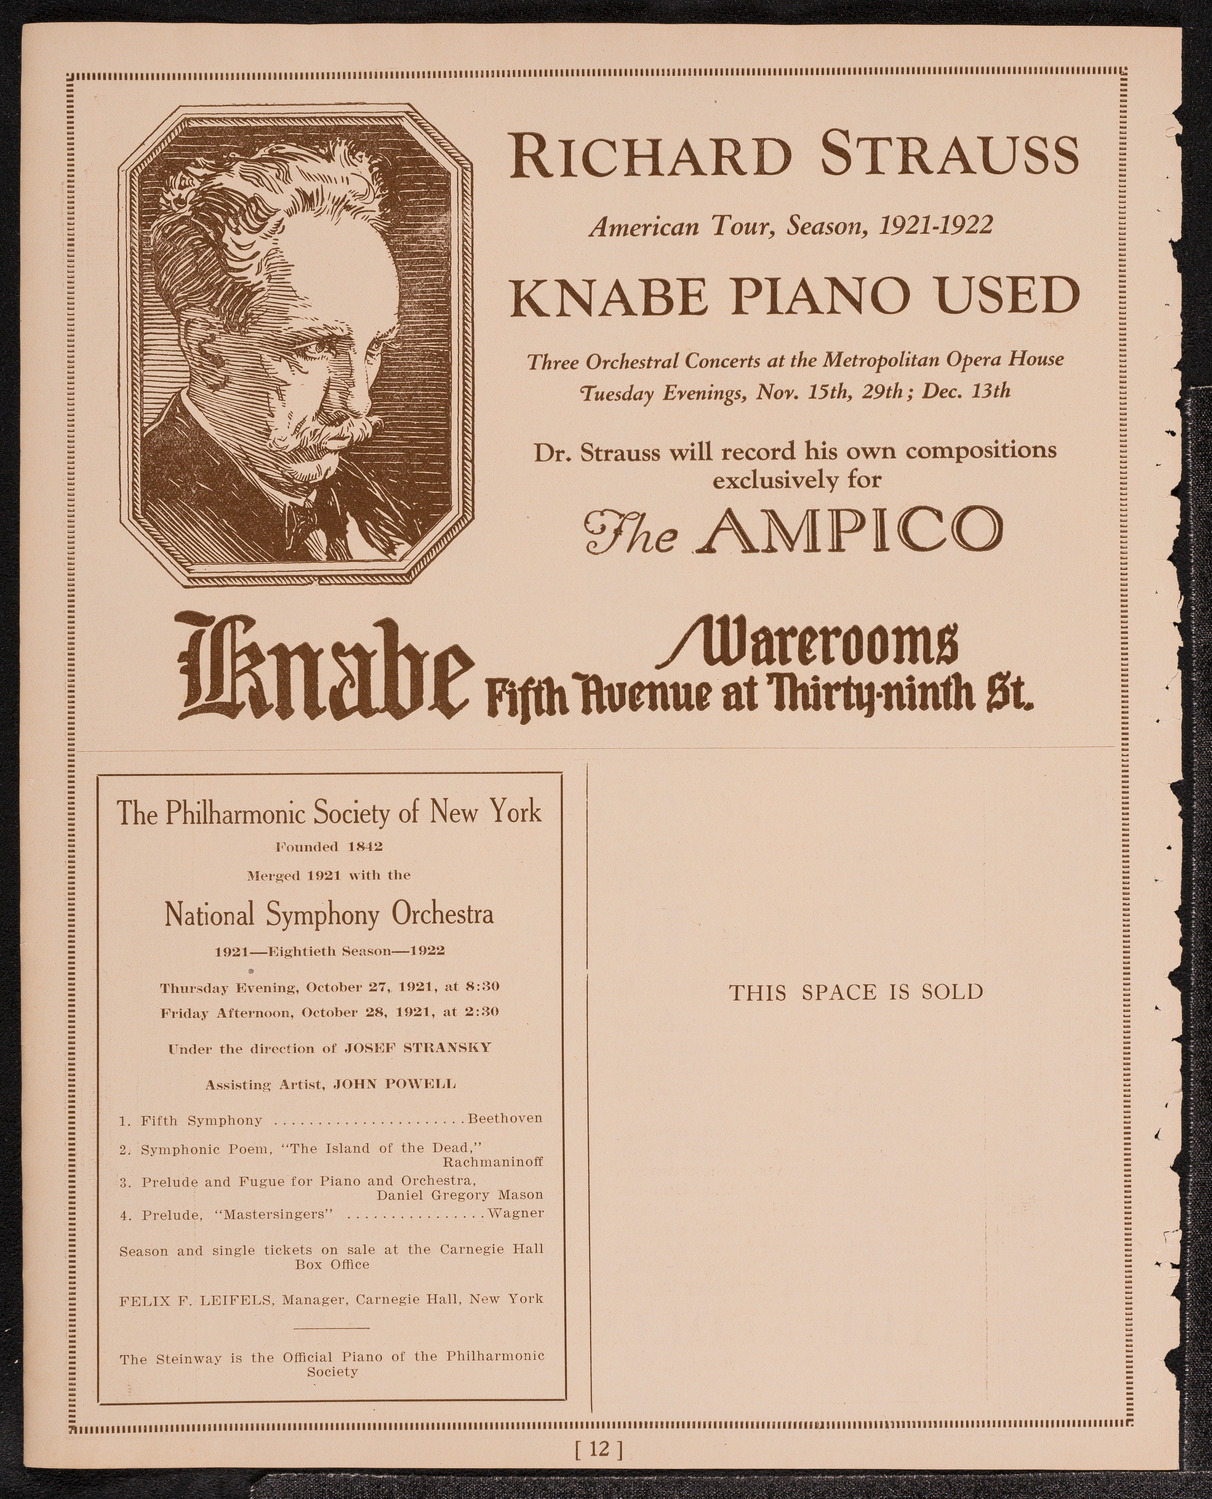 RICHARD STRAUSS
American Tour, Season, 1921-1922
KNABE PIANO USED
Three Orchestral Concerts at the Metropolitan Opera House
Tuesday Evenings, Nov. 15th, 29th; Dec. 13th
Dr. Strauss will record his own compositions
exclusively for
The AMPICO
Knabe Warerooms
Fifth Avenue at Thirty-ninth St.
The Philharmonic Society of New York
Founded 1842
Merged 1921 with the
National Symphony Orchestra
1921—Eightieth Season—1922
Thursday Evening, October 27, 1921, at 8:30
Friday Afternoon, October 28, 1921, at 2:30
Under the direction of JOSEF STRANSKY
Assisting Artist, JOHN POWELL
1. Fifth Symphony ......................Beethoven
2. Symphonic Poem, "The Island of the Dead,"
Rachmaninoff
3. Prelude and Fugue for Piano and Orchestra,
Daniel Gregory Mason
4. Prelude, "Mastersingers" ................Wagner
Season and single tickets on sale at the Carnegie Hall
Box Office
FELIX F. LEIFELS, Manager, Carnegie Hall, New York
The Steinway is the Official Piano of the Philharmonic
Society
THIS SPACE IS SOLD
[ 12 ]